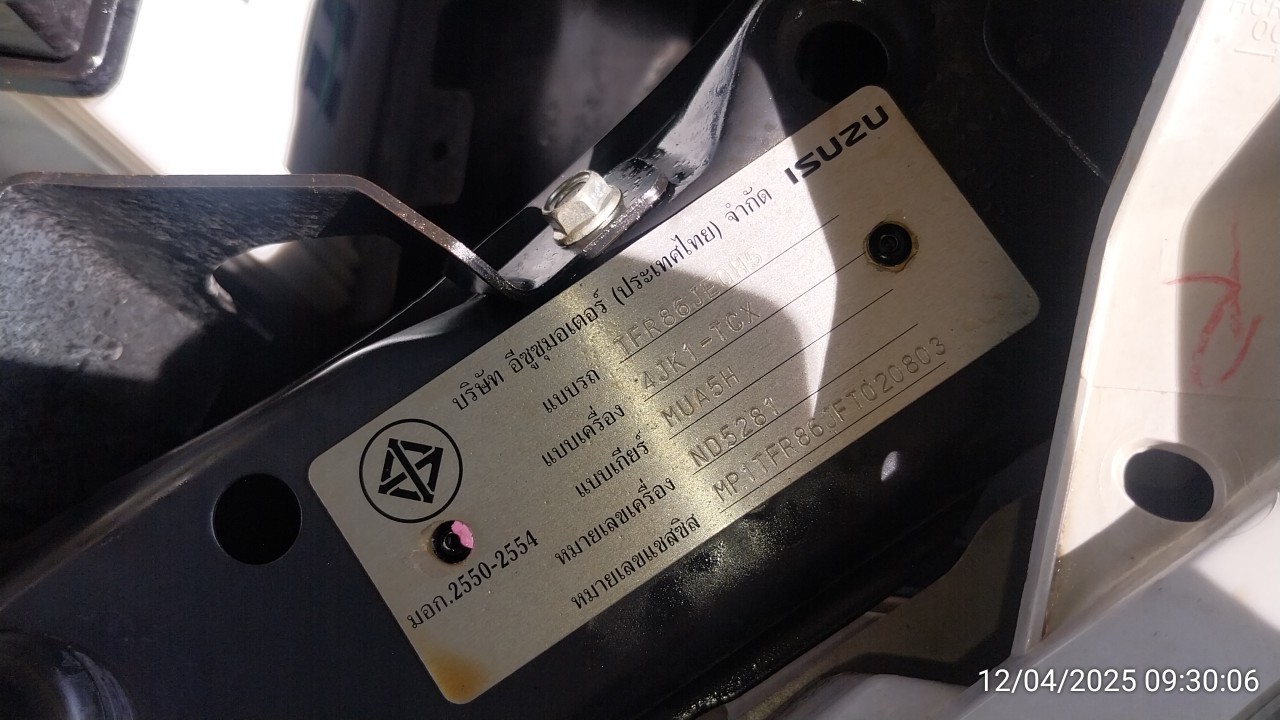 ISUZU
บริษัท อีซูซุมอเตอร์ (ประเทศไทย) จำกัด
แบบรถ
แบบเครื่อง 4JK1-TCX
แบบเกียร์ MUA5H
หมายเลขเครื่อง ND5281
หมายเลขแชสซิส MP1TFR86JFT020803
มอก.2550-2554
12/04/2025 09:30:06